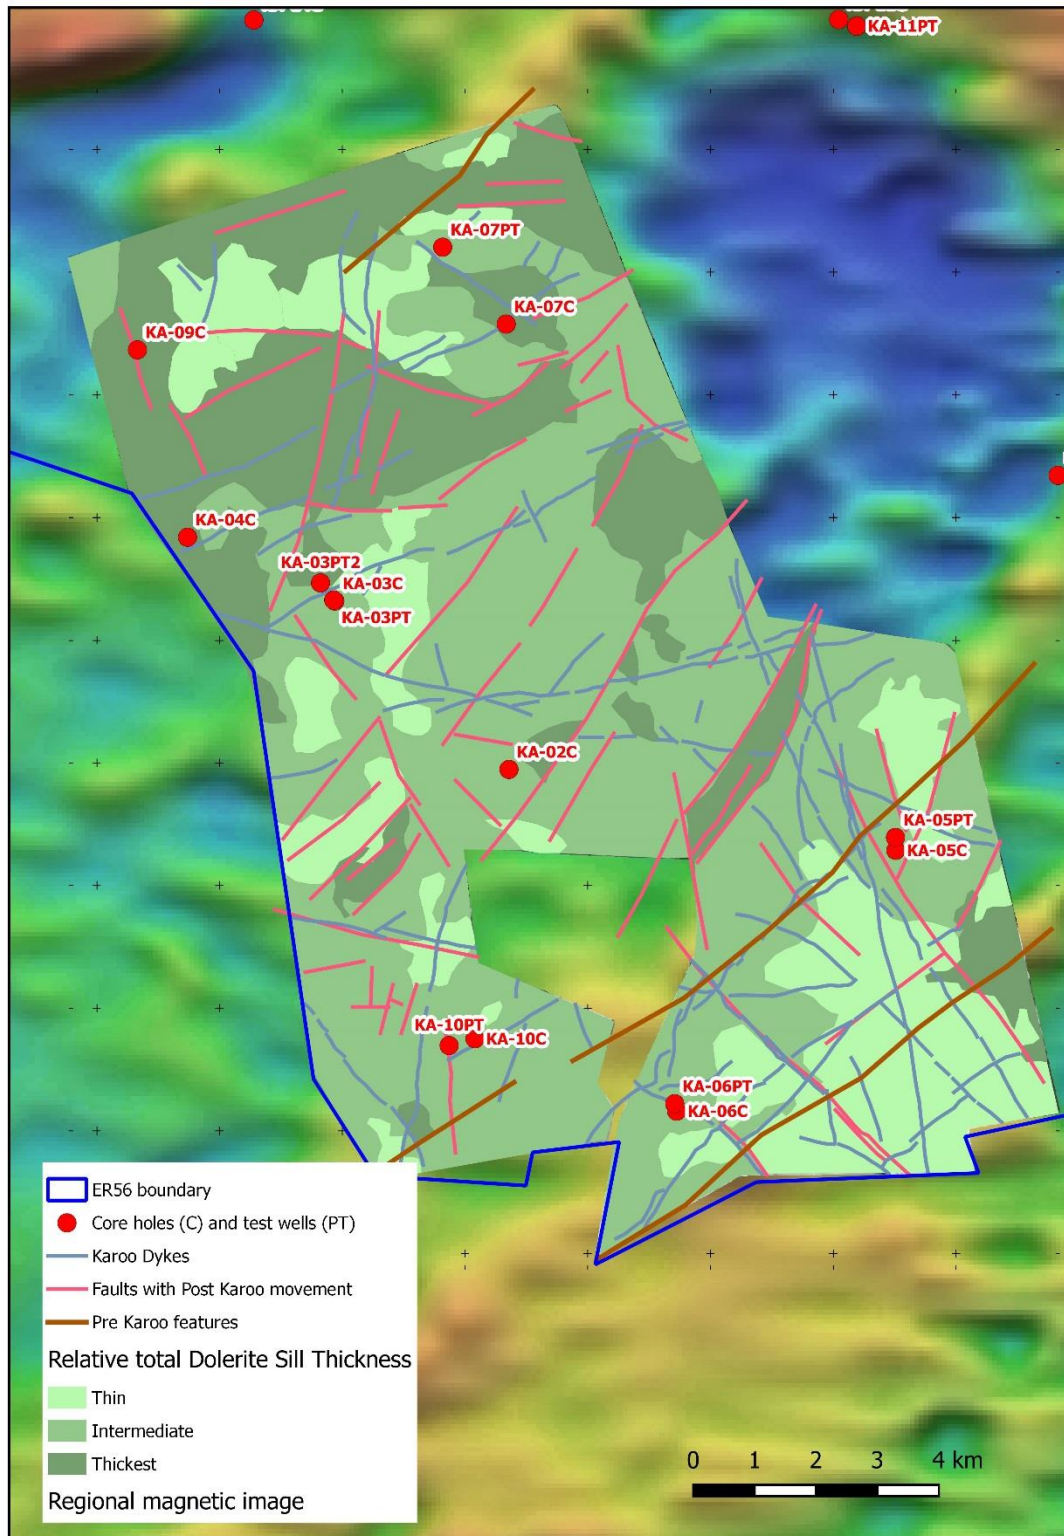 KA-11PT
KA-07PT
KA-07C
KA-09C
KA-04C
KA-03PT2
KA-03C
KA-03PT
KA-02C
KA-05PT
KA-05C
KA-10PT
KA-10C
KA-06PT
KA-06C
ER56 boundary
Core holes (C) and test wells (PT)
Karoo Dykes
Faults with Post Karoo movement
Pre Karoo features
Relative total Dolerite Sill Thickness
Thin
Intermediate
Thickest
Regional magnetic image
0 1 2 3 4 km